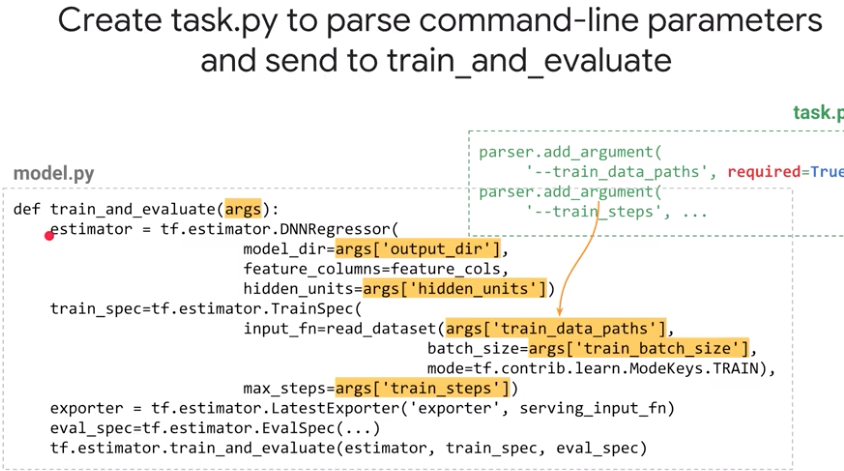 Create task.py to parse command-line parameters
and send to train_and_evaluate
task.p
parser.add_argument(
'--train_data_paths', required=True
parser.add_argument(
'--train_steps', ...
model.py
def train_and_evaluate(args):
estimator = tf.estimator.DNNRegressor(
model_dir=args['output_dir'],
feature_columns=feature_cols,
hidden_units=args['hidden_units'])
train_spec=tf.estimator.TrainSpec(
input_fn=read_dataset(args['train_data_paths'],
batch_size=args['train_batch_size'],
mode=tf.contrib.learn.ModeKeys.TRAIN),
max_steps=args['train_steps'])
exporter = tf.estimator.LatestExporter('exporter', serving_input_fn)
eval_spec=tf.estimator.EvalSpec(...)
tf.estimator.train_and_evaluate(estimator, train_spec, eval_spec)